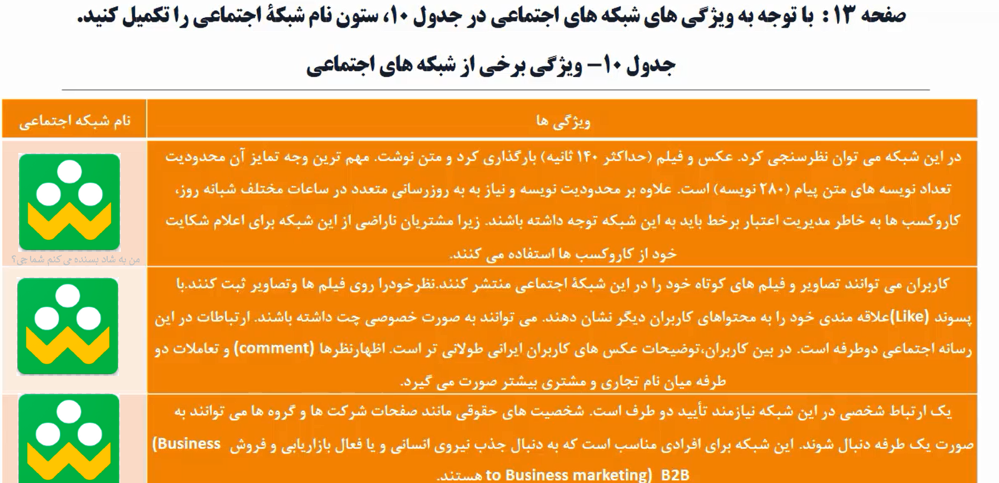 صفحه ۱۳: با توجه به ویژگی های شبکه های اجتماعی در جدول ۱۰، ستون نام شبکهٔ اجتماعی را تکمیل کنید.
جدول ۱۰- ویژگی برخی از شبکه های اجتماعی
ویژگی ها
نام شبکه اجتماعی
در این شبکه می توان نظرسنجی کرد. عکس و فیلم (حداکثر ۱۴۰ ثانیه) بارگذاری کرد و متن نوشت. مهم ترین وجه تمایز آن محدودیت
تعداد نویسه های متن پیام (۲۸۰ نویسه) است. علاوه بر محدودیت نویسه و نیاز به به روزرسانی متعدد در ساعات مختلف شبانه روز،
کاروکسب ها به خاطر مدیریت اعتبار برخط باید به این شبکه توجه داشته باشند. زیرا مشتریان ناراضی از این شبکه برای اعلام شکایت
خود از کاروکسب ها استفاده می کنند.
من به شاد بسنده می کنم شما چی؟
کاربران می توانند تصاویر و فیلم های کوتاه خود را در این شبکهٔ اجتماعی منتشر کنند.نظرخودرا روی فیلم ها وتصاویر ثبت کنند.با
پسوند (Like)علاقه مندی خود را به محتواهای کاربران دیگر نشان دهند. می توانند به صورت خصوصی چت داشته باشند. ارتباطات در این
رسانه اجتماعی دوطرفه است. در بین کاربران،توضیحات عکس های کاربران ایرانی طولانی تر است. اظهارنظرها (comment) و تعاملات دو
طرفه میان نام تجاری و مشتری بیشتر صورت می گیرد.
یک ارتباط شخصی در این شبکه نیازمند تأیید دو طرف است. شخصیت های حقوقی مانند صفحات شرکت ها و گروه ها می توانند به
صورت یک طرفه دنبال شوند. این شبکه برای افرادی مناسب است که به دنبال جذب نیروی انسانی و یا فعال بازاریابی و فروش Business)
to Business marketing) B2B هستند.